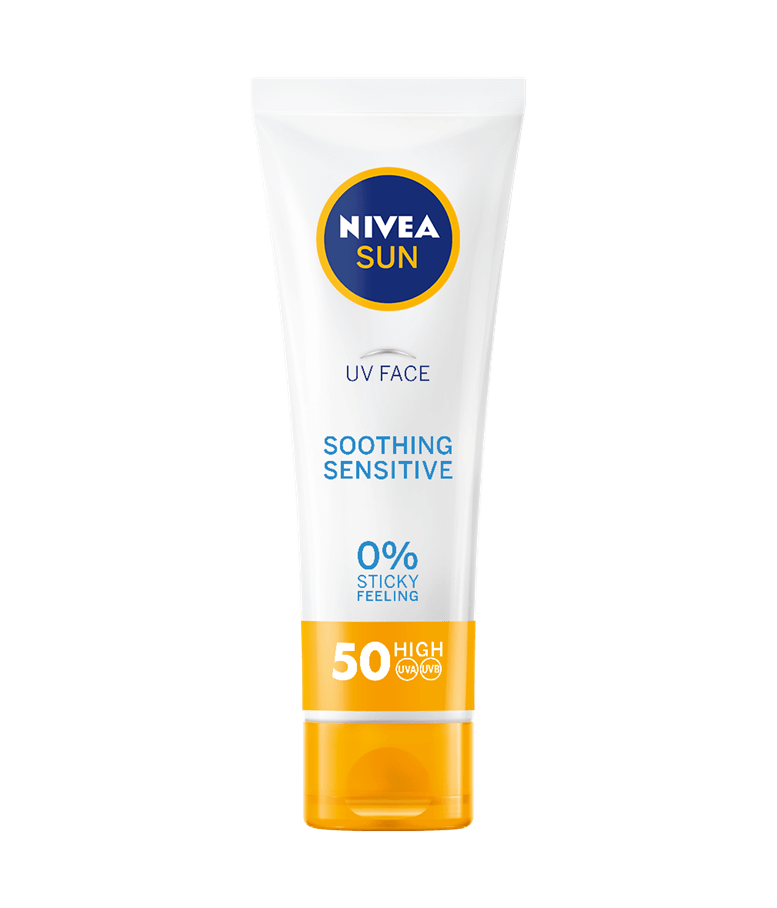 NIVEA
SUN
UV FACE
SOOTHING
SENSITIVE
0%
STICKY
FEELING
50 HIGH
UVA UVB